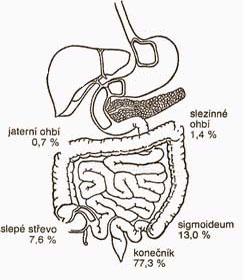 slezinné
ohbí
1,4 %
jaterní ohbí
0,7 %
slepé střevo
7,6 %
sigmoideum
13,0 %
konečník
77,3 %